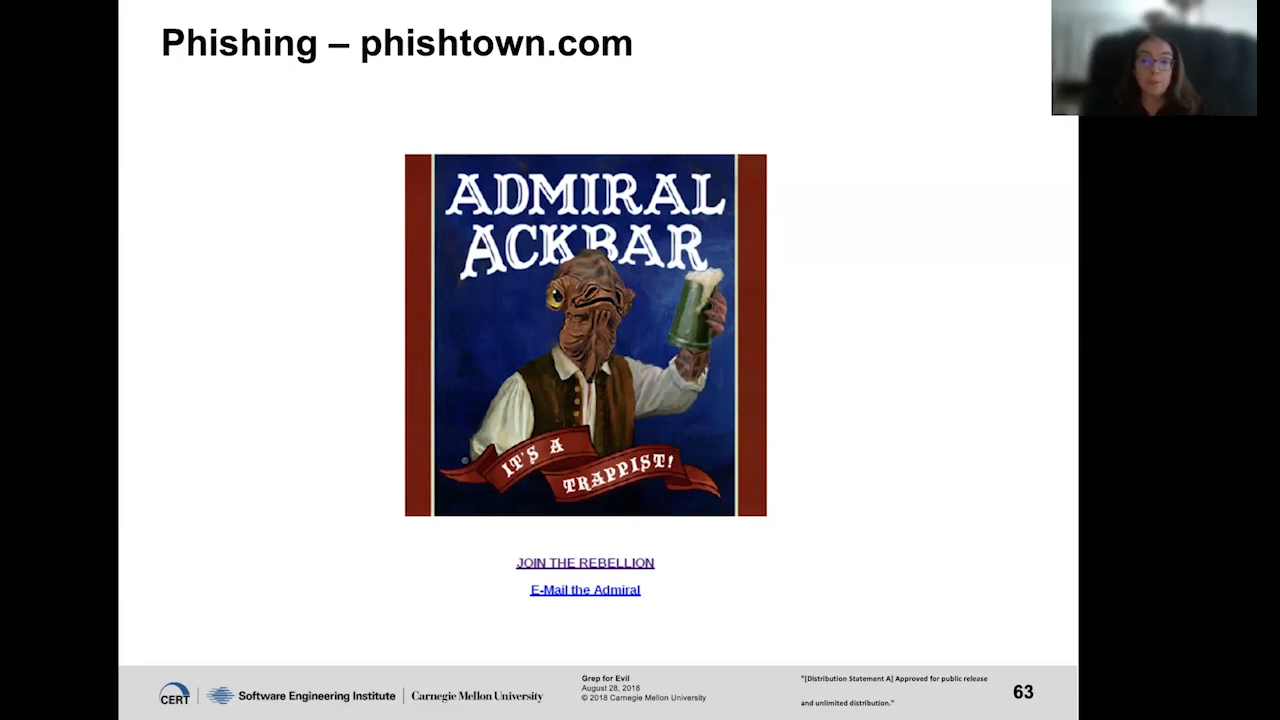 Phishing – phishtown.com
ADMIRAL
ACKBAR
IT'S A
TRAPPIST!
®
JOIN THE REBELLION
E-Mail the Admiral
CERT
Software Engineering Institute
Carnegie Mellon University
Grep for Evil
August 28, 2018
© 2018 Carnegie Mellon University
"[Distribution Statement A] Approved for public release
and unlimited distribution."
63